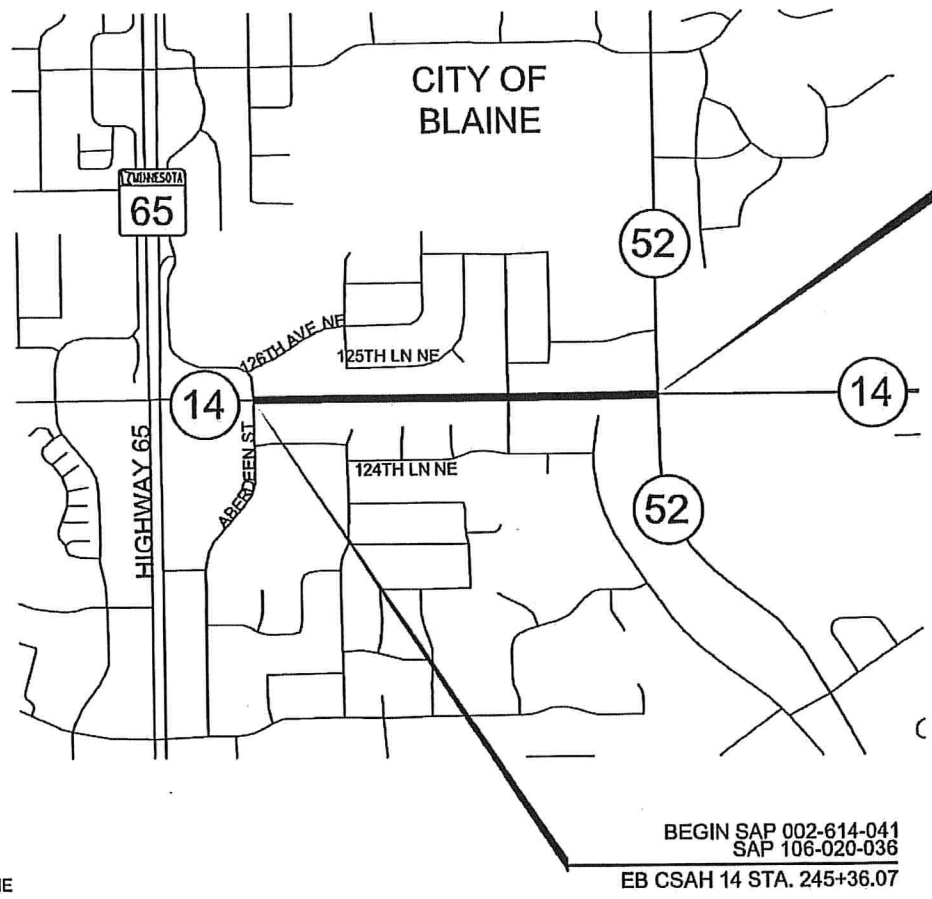 CITY OF
BLAINE
MINNESOTA
65
52
126TH AVE NE
125TH LN NE
14
14
HIGHWAY 65
ABERDEEN ST
124TH LN NE
52
BEGIN SAP 002-614-041
SAP 106-020-036
EB CSAH 14 STA. 245+36.07